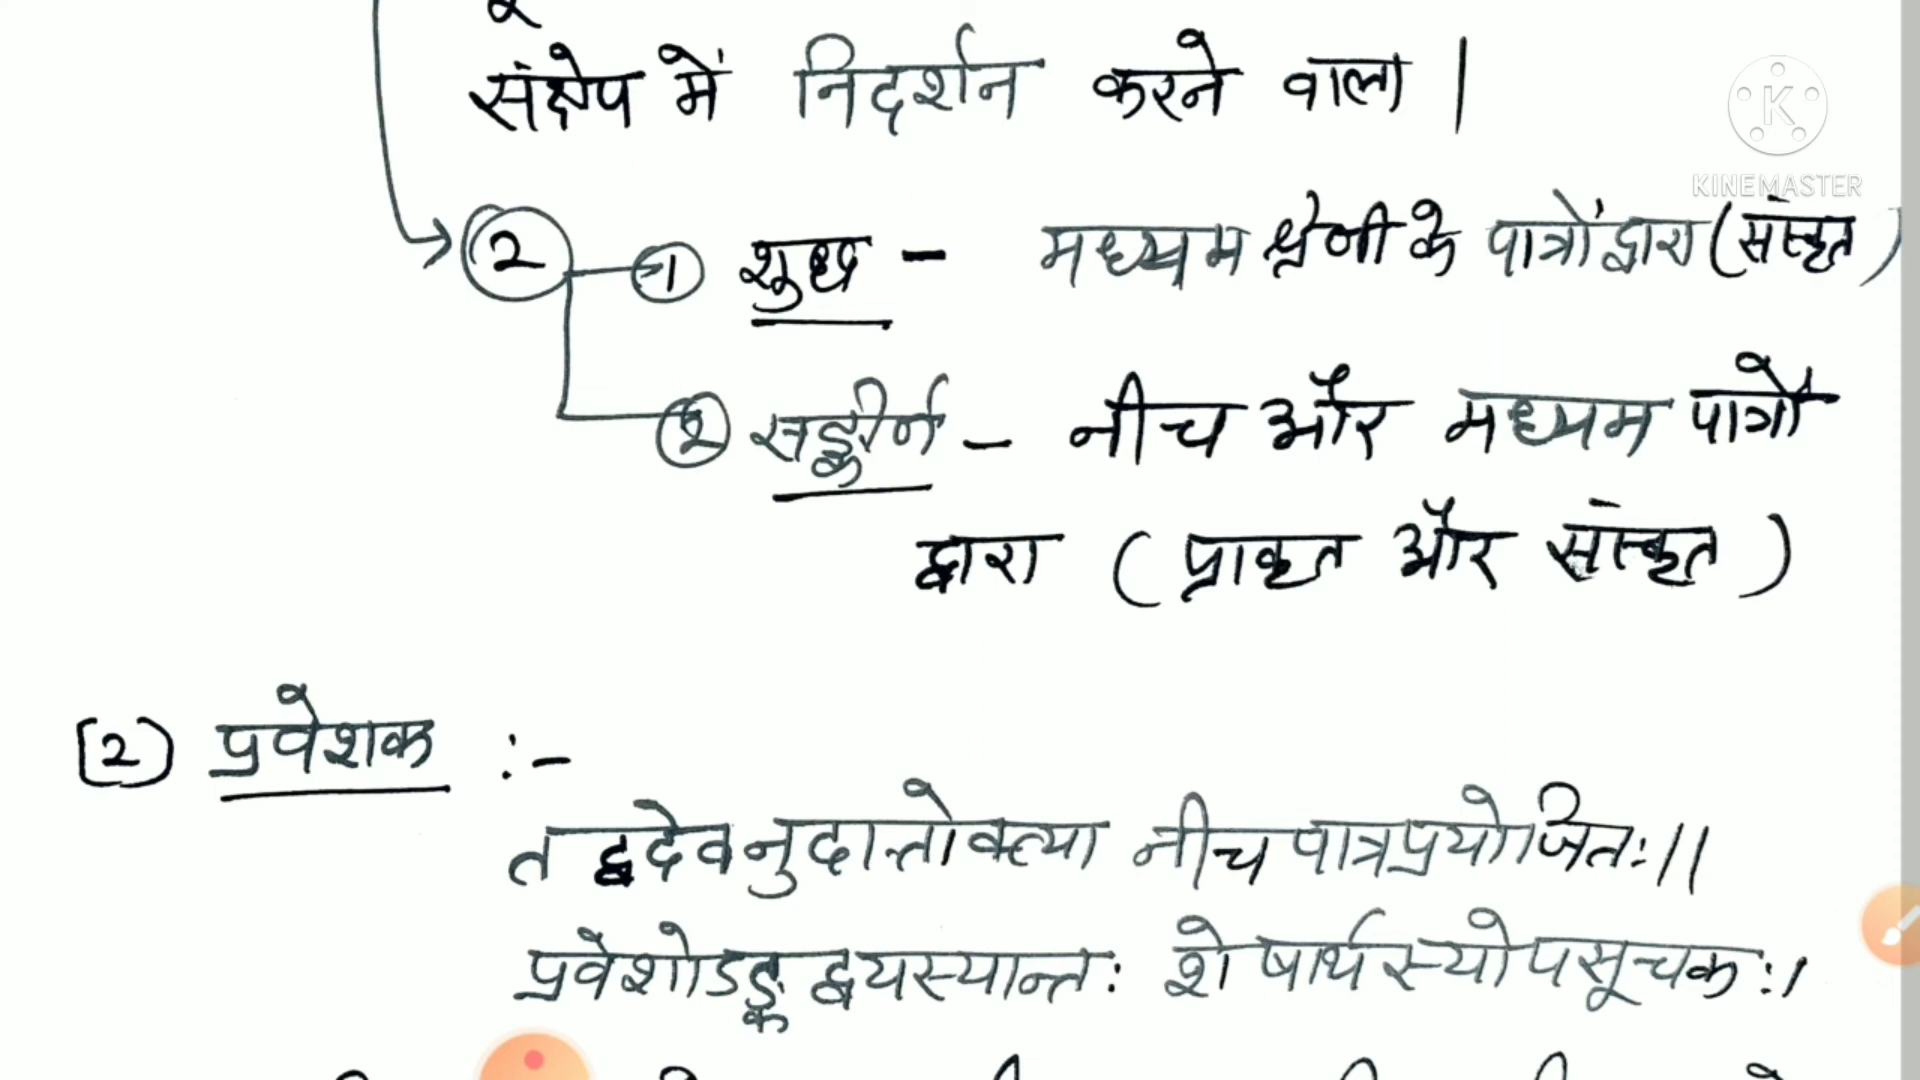 संक्षेप में निदर्शन करने वाला |
K
KINEMASTER
2 1 शुद्ध - मध्यम श्रेणी के पात्रों द्वारा (संस्कृत)
2 सङ्कीर्ण - नीच और मध्यम पात्रों
द्वारा (प्राकृत और संस्कृत)
(2) प्रवेशक :-
तद्वदेवनुदात्तोक्त्या नीच पात्रप्रयोजितः ||
प्रवेशोऽङ्कद्वयस्यान्तः शेषार्थस्योपसूचकः |